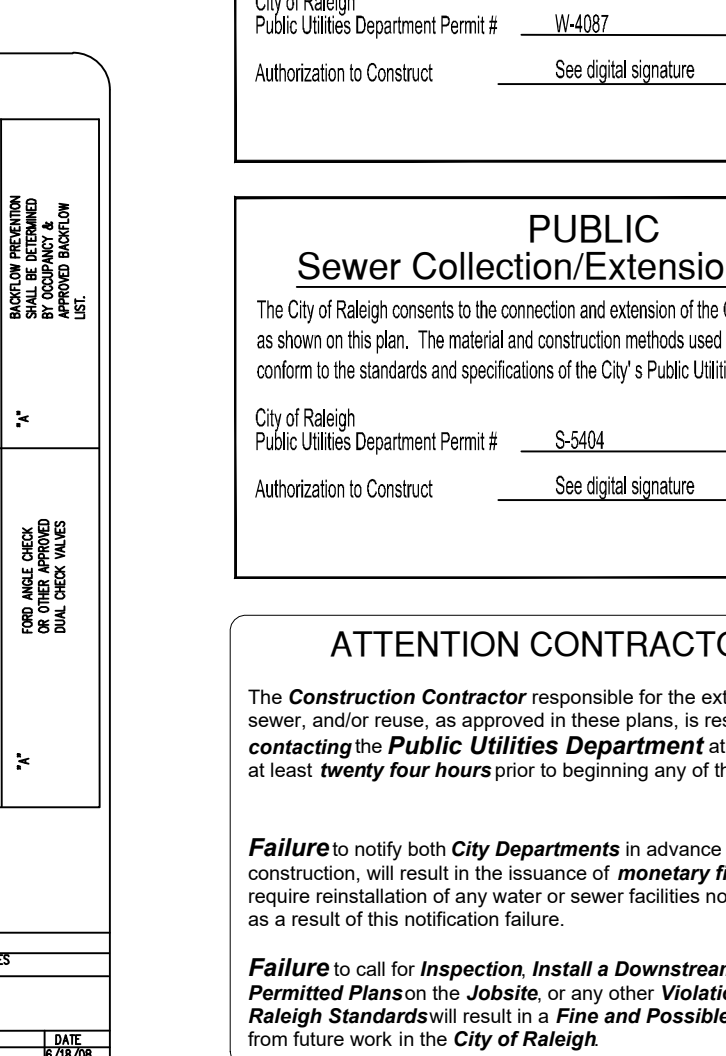 City of Raleigh
Public Utilities Department Permit # W-4087
Authorization to Construct See digital signature
PUBLIC
Sewer Collection/Extensio
The City of Raleigh consents to the connection and extension of the
as shown on this plan. The material and construction methods used
conform to the standards and specifications of the City' s Public Utiliti
City of Raleigh
Public Utilities Department Permit # S-5404
Authorization to Construct See digital signature
ATTENTION CONTRACTO
The Construction Contractor responsible for the ext
sewer, and/or reuse, as approved in these plans, is res
contacting the Public Utilities Department at
at least twenty four hours prior to beginning any of th
Failure to notify both City Departments in advance
construction, will result in the issuance of monetary fi
require reinstallation of any water or sewer facilities no
as a result of this notification failure.
Failure to call for Inspection, Install a Downstrea
Permitted Plans on the Jobsite, or any other Violati
Raleigh Standards will result in a Fine and Possible
from future work in the City of Raleigh.
BACKFLOW PREVENTION
SHALL BE DETERMINED
BY OCCUPANCY &
APPROVED BACKFLOW
LIST.
"A"
FORD ANGLE CHECK
OR OTHER APPROVED
DUAL CHECK VALVES
"A"
ES
DATE
6/18/08